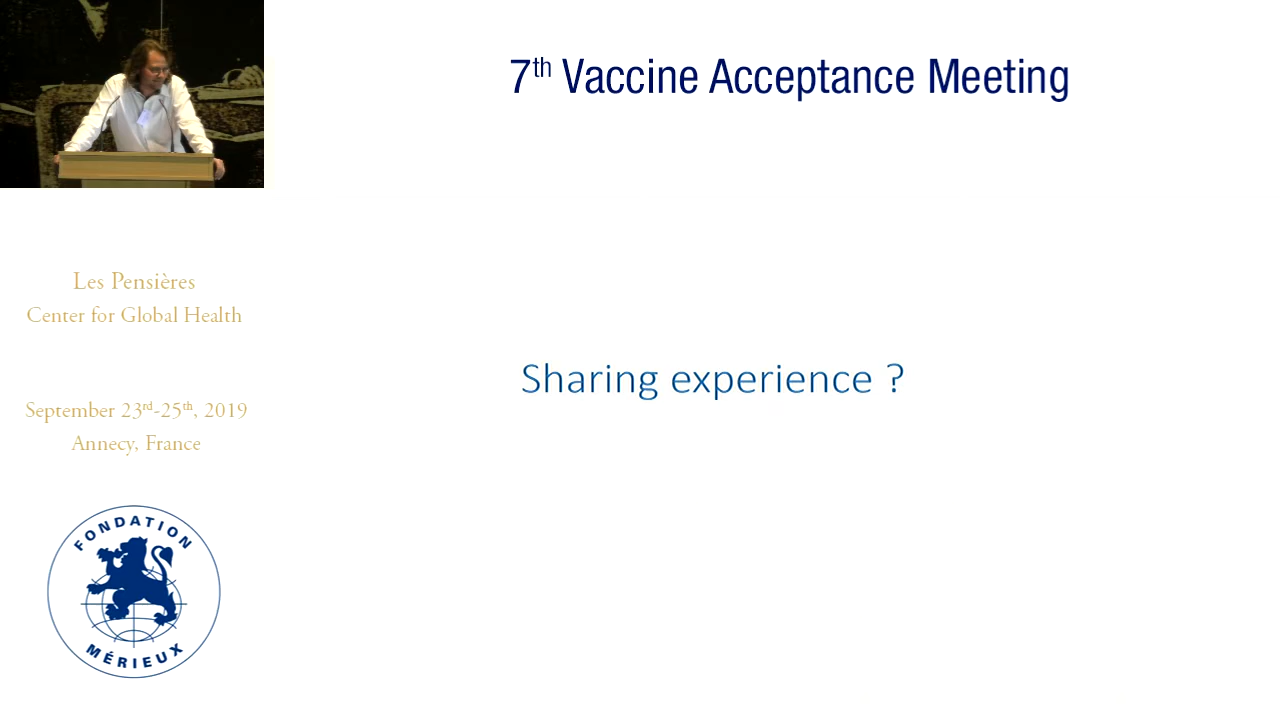 7th Vaccine Acceptance Meeting
Les Pensières
Center for Global Health
Sharing experience ?
September 23rd-25th, 2019
Annecy, France
FONDATION
MÉRIEUX